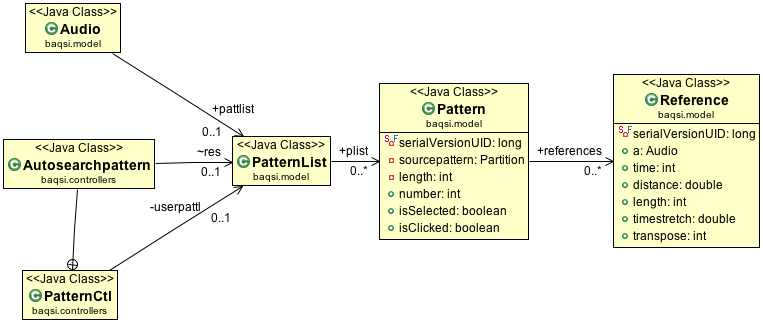 <<Java Class>>
Audio
baqsi.model
+pattlist
0..1
<<Java Class>>
Autosearchpattern
baqsi.controllers
~res
0..1
<<Java Class>>
PatternList
baqsi.model
-userpattl
0..1
<<Java Class>>
PatternCtl
baqsi.controllers
+plist
0..*
<<Java Class>>
Pattern
baqsi.model
serialVersionUID: long
sourcepattern: Partition
length: int
number: int
isSelected: boolean
isClicked: boolean
+references
0..*
<<Java Class>>
Reference
baqsi.model
serialVersionUID: long
a: Audio
time: int
distance: double
length: int
timestretch: double
transpose: int